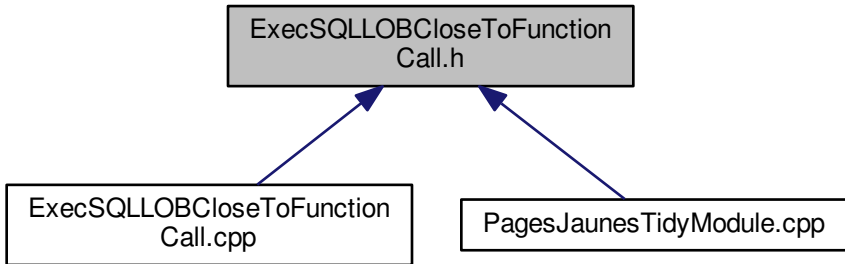 ExecSQLLOBCloseToFunction
Call.h
ExecSQLLOBCloseToFunction
Call.cpp
PagesJaunesTidyModule.cpp